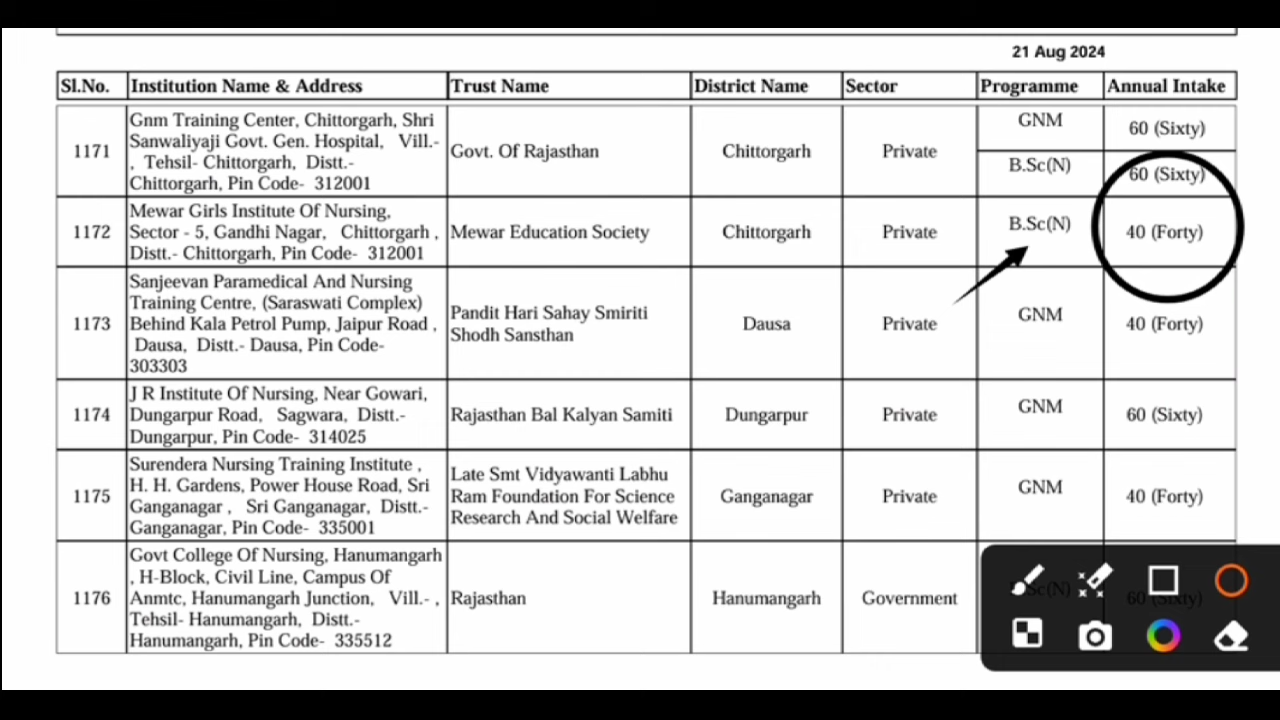 21 Aug 2024
Sl.No. Institution Name & Address Trust Name District Name Sector Programme Annual Intake
1171
Gnm Training Center, Chittorgarh, Shri
Sanwaliyaji Govt. Gen. Hospital, Vill.-
, Tehsil- Chittorgarh, Distt.-
Chittorgarh, Pin Code- 312001
Govt. Of Rajasthan
Chittorgarh
Private
GNM
60 (Sixty)
B.Sc(N)
60 (Sixty)
1172
Mewar Girls Institute Of Nursing,
Sector - 5, Gandhi Nagar, Chittorgarh ,
Distt.- Chittorgarh, Pin Code- 312001
Mewar Education Society
Chittorgarh
Private
B.Sc(N)
40 (Forty)
1173
Sanjeevan Paramedical And Nursing
Training Centre, (Saraswati Complex)
Behind Kala Petrol Pump, Jaipur Road ,
Dausa, Distt.- Dausa, Pin Code-
303303
Pandit Hari Sahay Smiriti
Shodh Sansthan
Dausa
Private
GNM
40 (Forty)
1174
J R Institute Of Nursing, Near Gowari,
Dungarpur Road, Sagwara, Distt.-
Dungarpur, Pin Code- 314025
Rajasthan Bal Kalyan Samiti
Dungarpur
Private
GNM
60 (Sixty)
1175
Surendera Nursing Training Institute ,
H. H. Gardens, Power House Road, Sri
Ganganagar , Sri Ganganagar, Distt.-
Ganganagar, Pin Code- 335001
Late Smt Vidyawanti Labhu
Ram Foundation For Science
Research And Social Welfare
Ganganagar
Private
GNM
40 (Forty)
1176
Govt College Of Nursing, Hanumangarh
, H-Block, Civil Line, Campus Of
Anmtc, Hanumangarh Junction, Vill.- ,
Tehsil- Hanumangarh, Distt.-
Hanumangarh, Pin Code- 335512
Rajasthan
Hanumangarh
Government
B.Sc(N)
60 (Sixty)